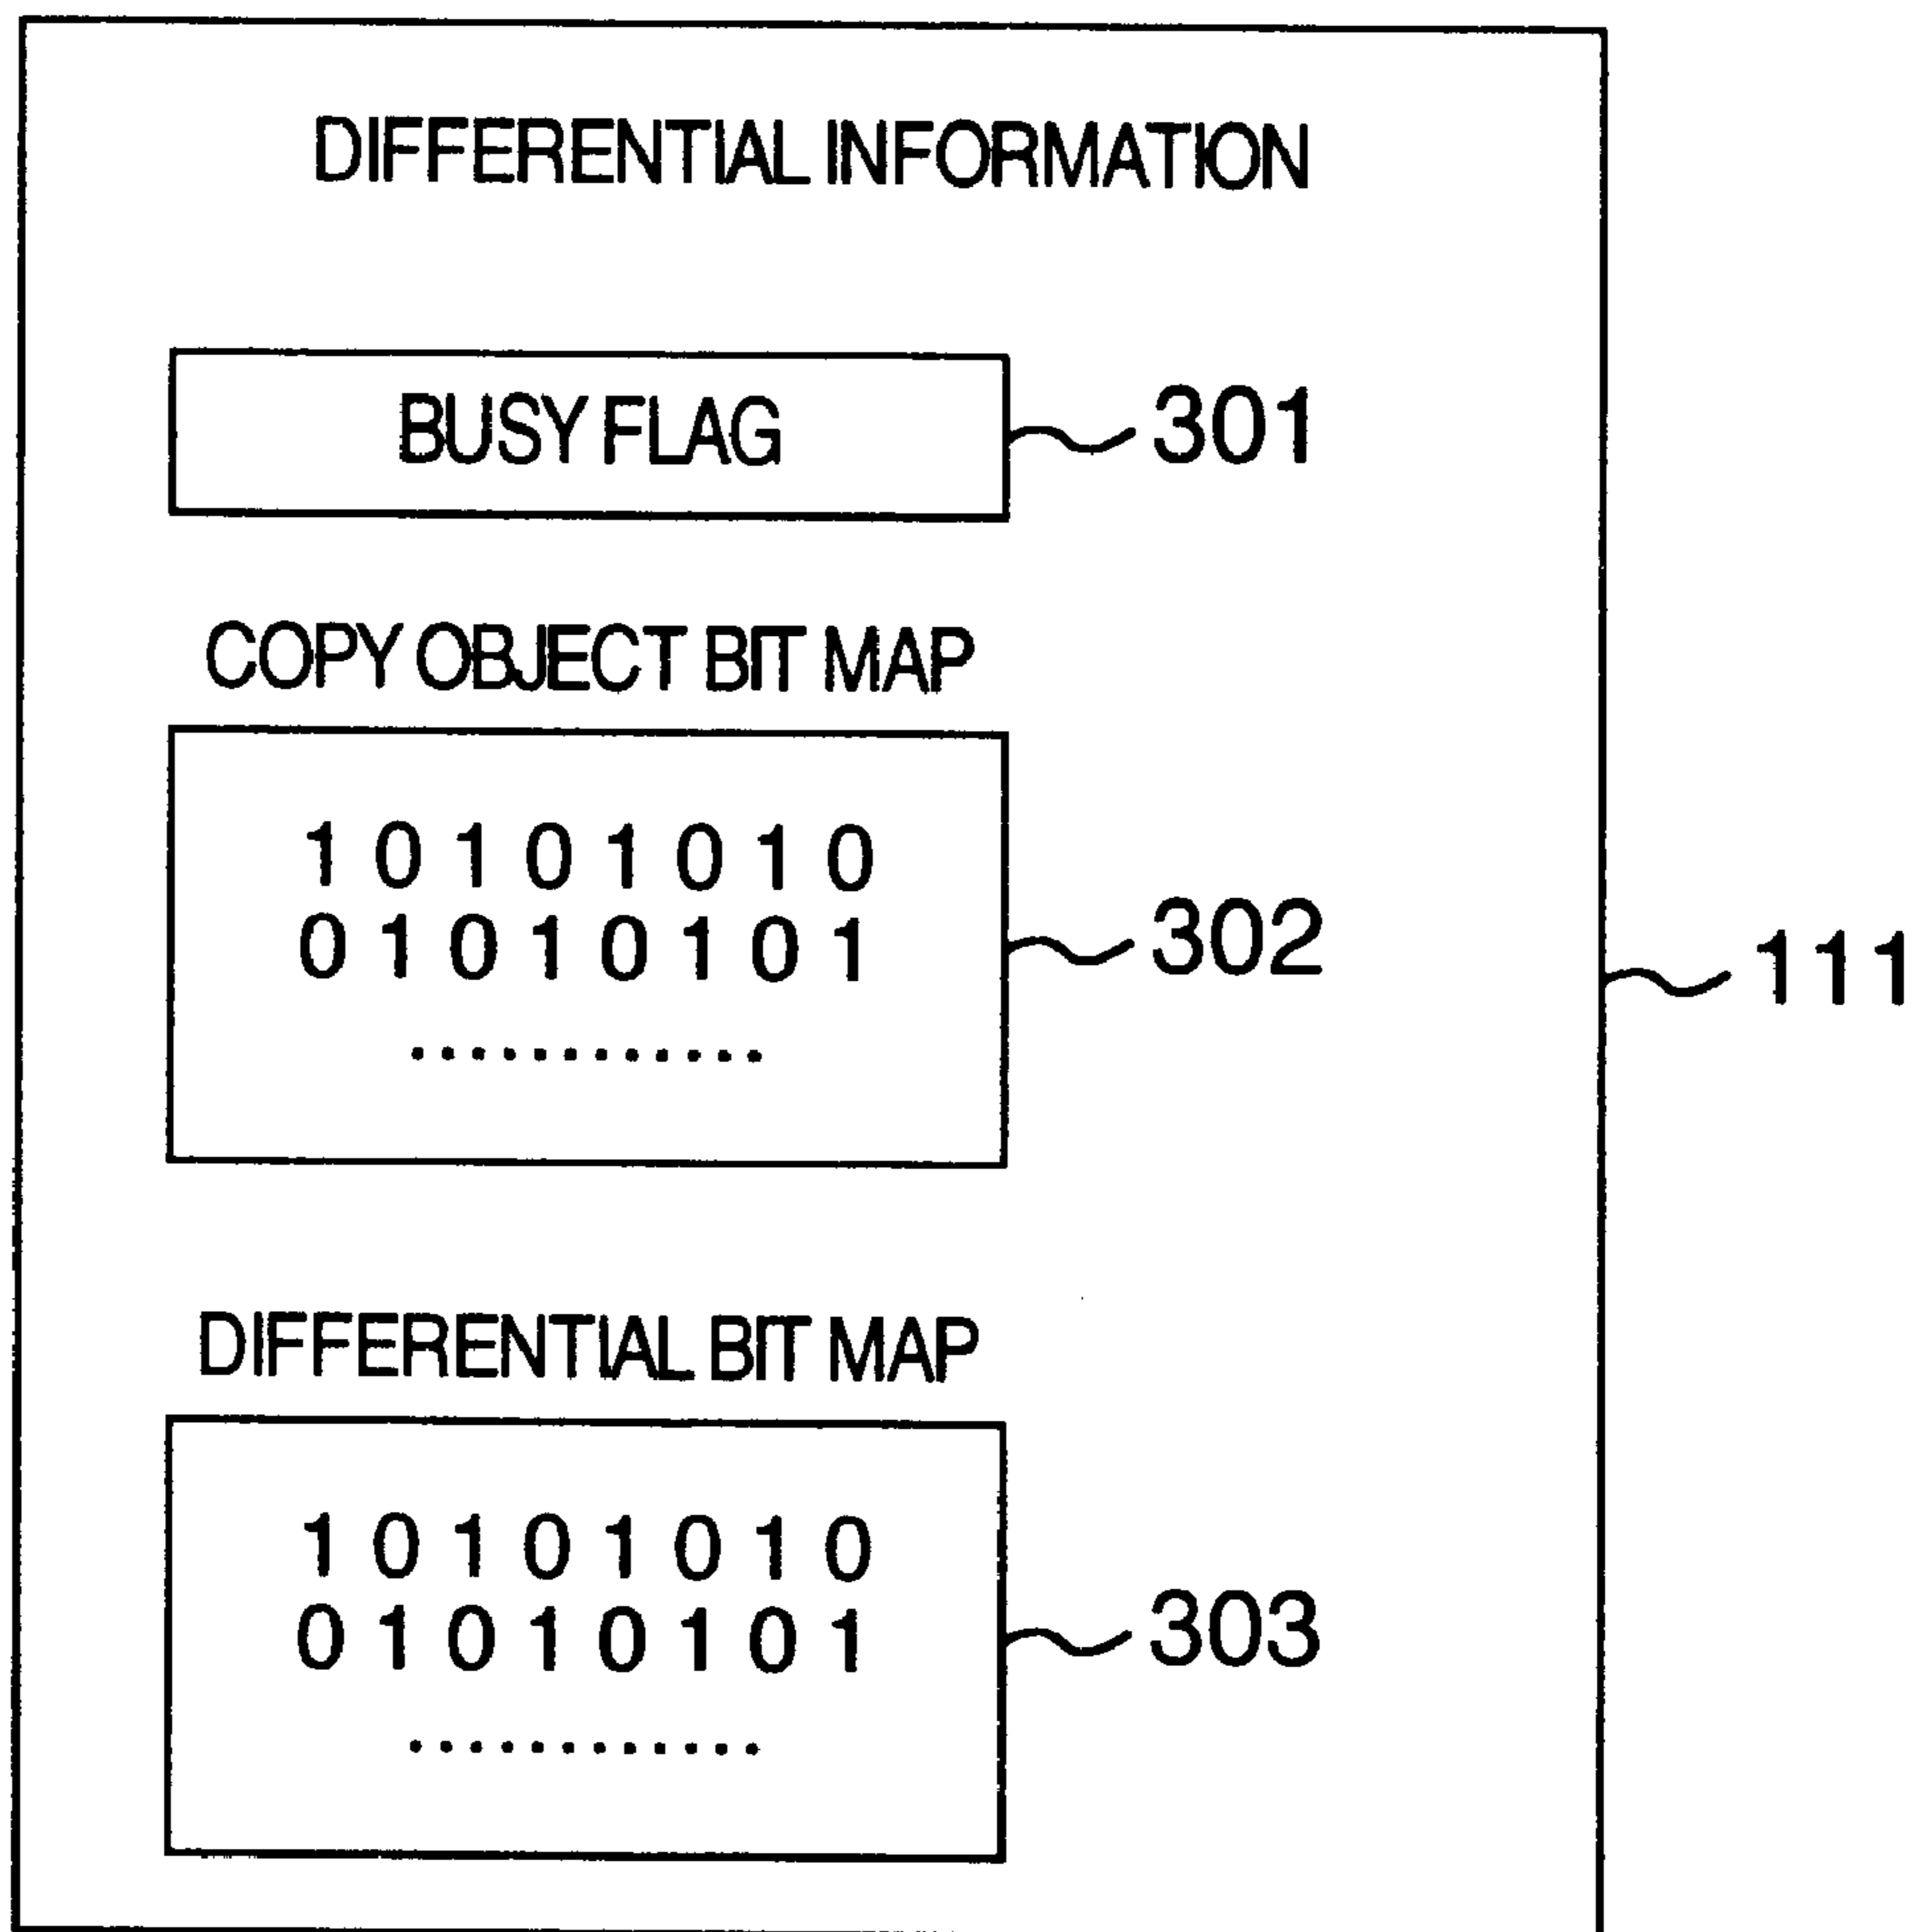 DIFFERENTIAL INFORMATION
BUSY FLAG
301
COPY OBJECT BIT MAP
1 0 1 0 1 0 1 0
0 1 0 1 0 1 0 1
............
302
111
DIFFERENTIAL BIT MAP
1 0 1 0 1 0 1 0
0 1 0 1 0 1 0 1
............
303